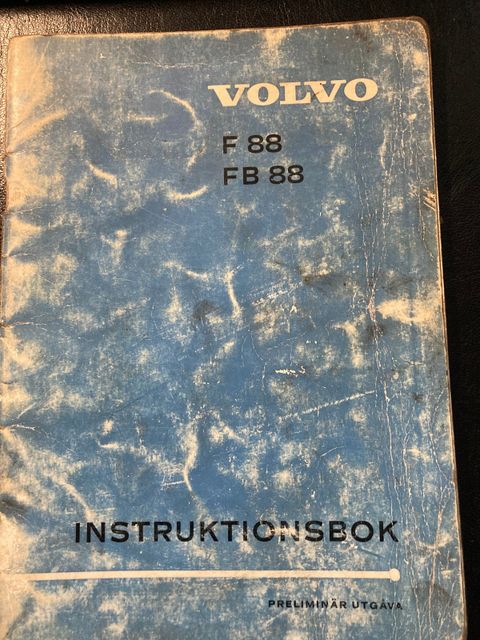 VOLVO
F 88
FB 88
INSTRUKTIONSBOK
PRELIMINÄR UTGÅVA